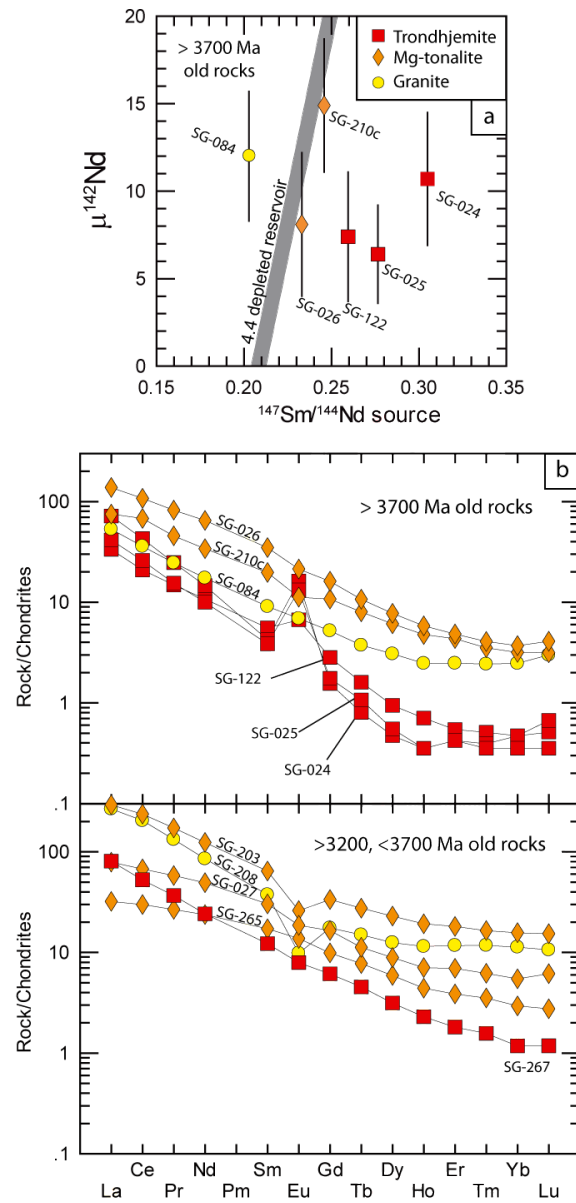 > 3700 Ma
old rocks
Trondhjemite
Mg-tonalite
Granite
a
20
15
10
5
0
μ¹⁴²Nd
SG-084
SG-210c
SG-024
SG-025
SG-122
SG-026
4.4 depleted reservoir
0.15
0.20
0.25
0.30
0.35
¹⁴⁷Sm/¹⁴⁴Nd source
b
> 3700 Ma old rocks
100
10
1
.1
Rock/Chondrites
SG-026
SG-210c
SG-084
SG-122
SG-025
SG-024
>3200, <3700 Ma old rocks
100
10
1
.1
Rock/Chondrites
SG-203
SG-208
SG-027
SG-265
SG-267
Ce Nd Sm Gd Dy Er Yb
La Pr Pm Eu Tb Ho Tm Lu